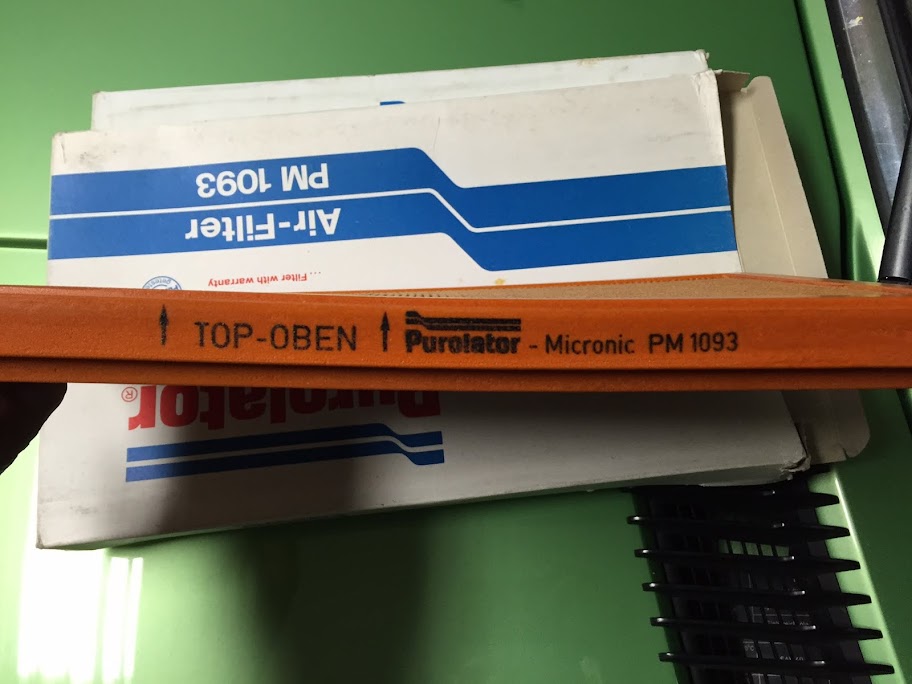 PM 1093
Air-Filter
... Filter with warranty
↑ TOP-OBEN ↑ Purolator - Micronic PM 1093
Purolator®